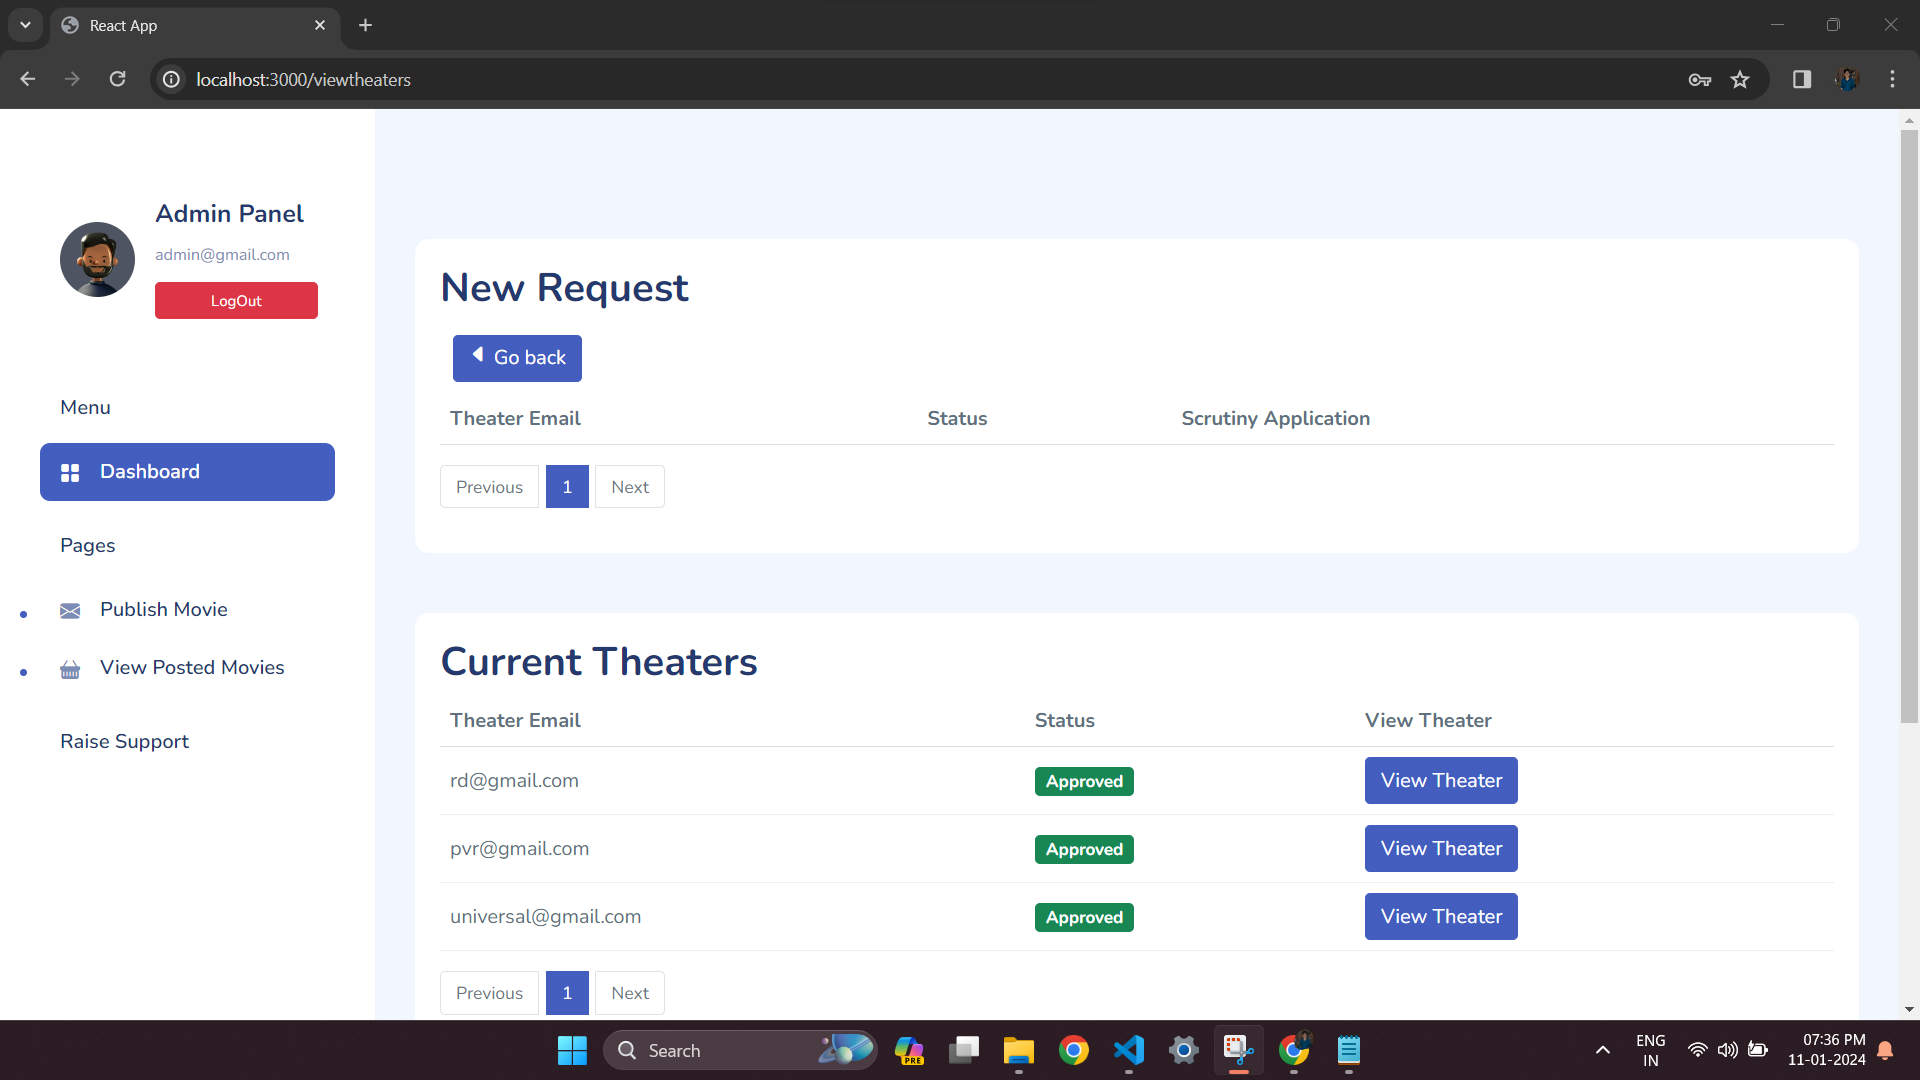 React App
localhost:3000/viewtheaters
Admin Panel
admin@gmail.com
LogOut
Menu
Dashboard
Pages
Publish Movie
View Posted Movies
Raise Support
New Request
Go back
Theater Email Status Scrutiny Application
Previous 1 Next
Current Theaters
Theater Email Status View Theater
rd@gmail.com Approved View Theater
pvr@gmail.com Approved View Theater
universal@gmail.com Approved View Theater
Previous 1 Next
Search
PRE
ENG
IN
07:36 PM
11-01-2024